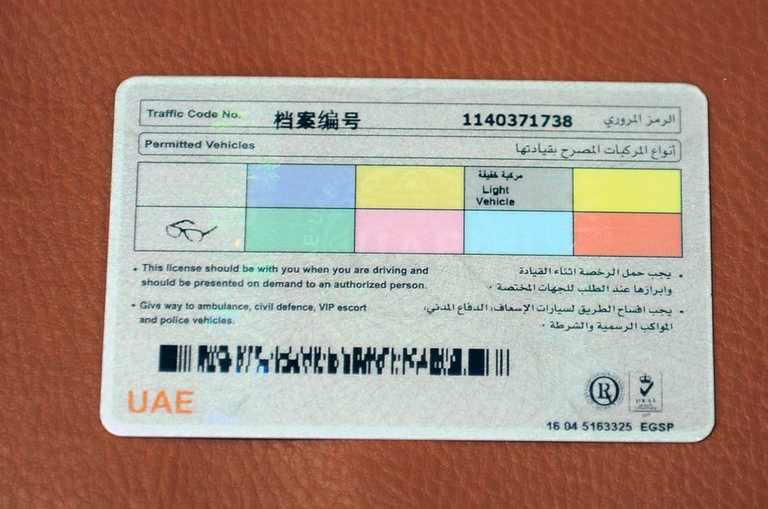 Traffic Code No. 档案编号 1140371738 الرمز المروري
Permitted Vehicles أنواع المركبات المصرح بقيادتها
مركبة خفيفة
Light
Vehicle
• This license should be with you when you are driving and
should be presented on demand to an authorized person.
• يجب حمل الرخصة اثناء القيادة
وابرازها عند الطلب للجهات المختصة .
• Give way to ambulance, civil defence, VIP escort
and police vehicles.
• يجب افساح الطريق لسيارات الإسعاف، الدفاع المدني،
المواكب الرسمية والشرطة .
UAE
R
16 04 5163325 EGSP